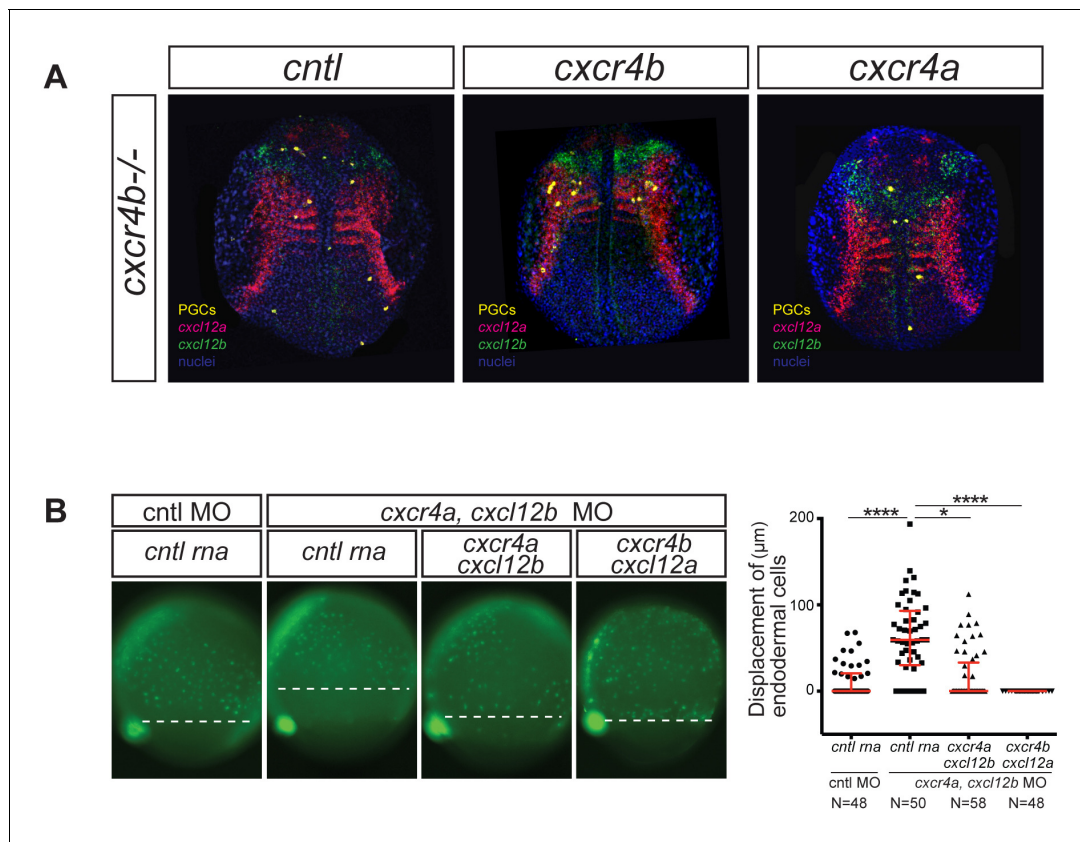 A
cntl
cxcr4b
cxcr4a
cxcr4b-/-
PGCs
cxcl12a
cxcl12b
nuclei
PGCs
cxcl12a
cxcl12b
nuclei
PGCs
cxcl12a
cxcl12b
nuclei
B
cntl MO
cxcr4a, cxcl12b MO
cntl rna
cntl rna
cxcr4a
cxcl12b
cxcr4b
cxcl12a
Displacement of (μm)
endodermal cells
200
100
0
****
****
*
cntl rna
cntl rna
cxcr4a
cxcl12b
cxcr4b
cxcl12a
cntl MO
cxcr4a, cxcl12b MO
N=48
N=50
N=58
N=48